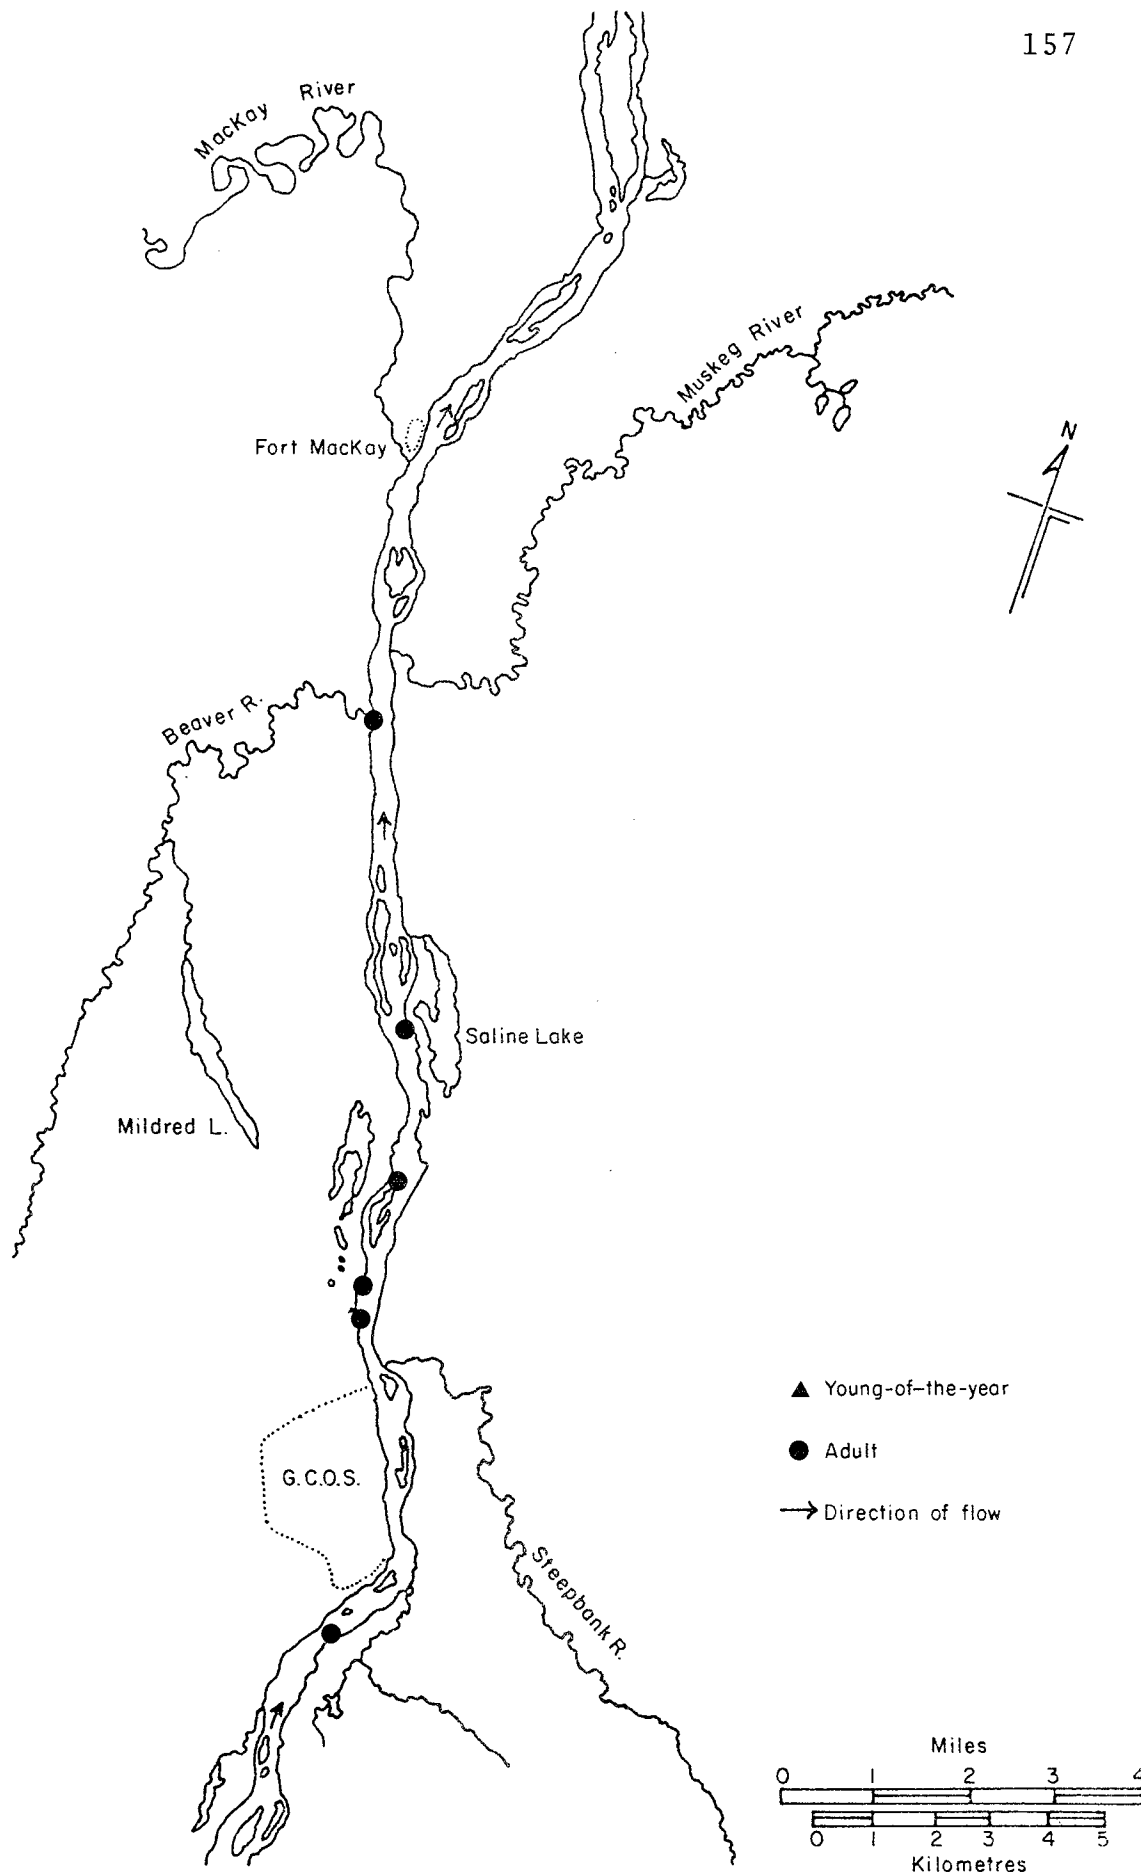 157
MacKay River
Muskeg River
Fort MacKay
N
Beaver R.
Saline Lake
Mildred L.
Young-of-the-year
Adult
G.C.O.S.
Direction of flow
Steepbank R.
Miles
0 1 2 3 4
0 1 2 3 4 5
Kilometres